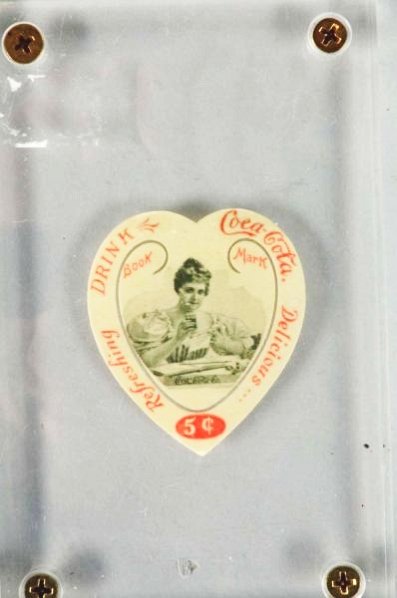 DRINK
Coca-Cola.
Book Mark
Refreshing
Delicious...
5¢